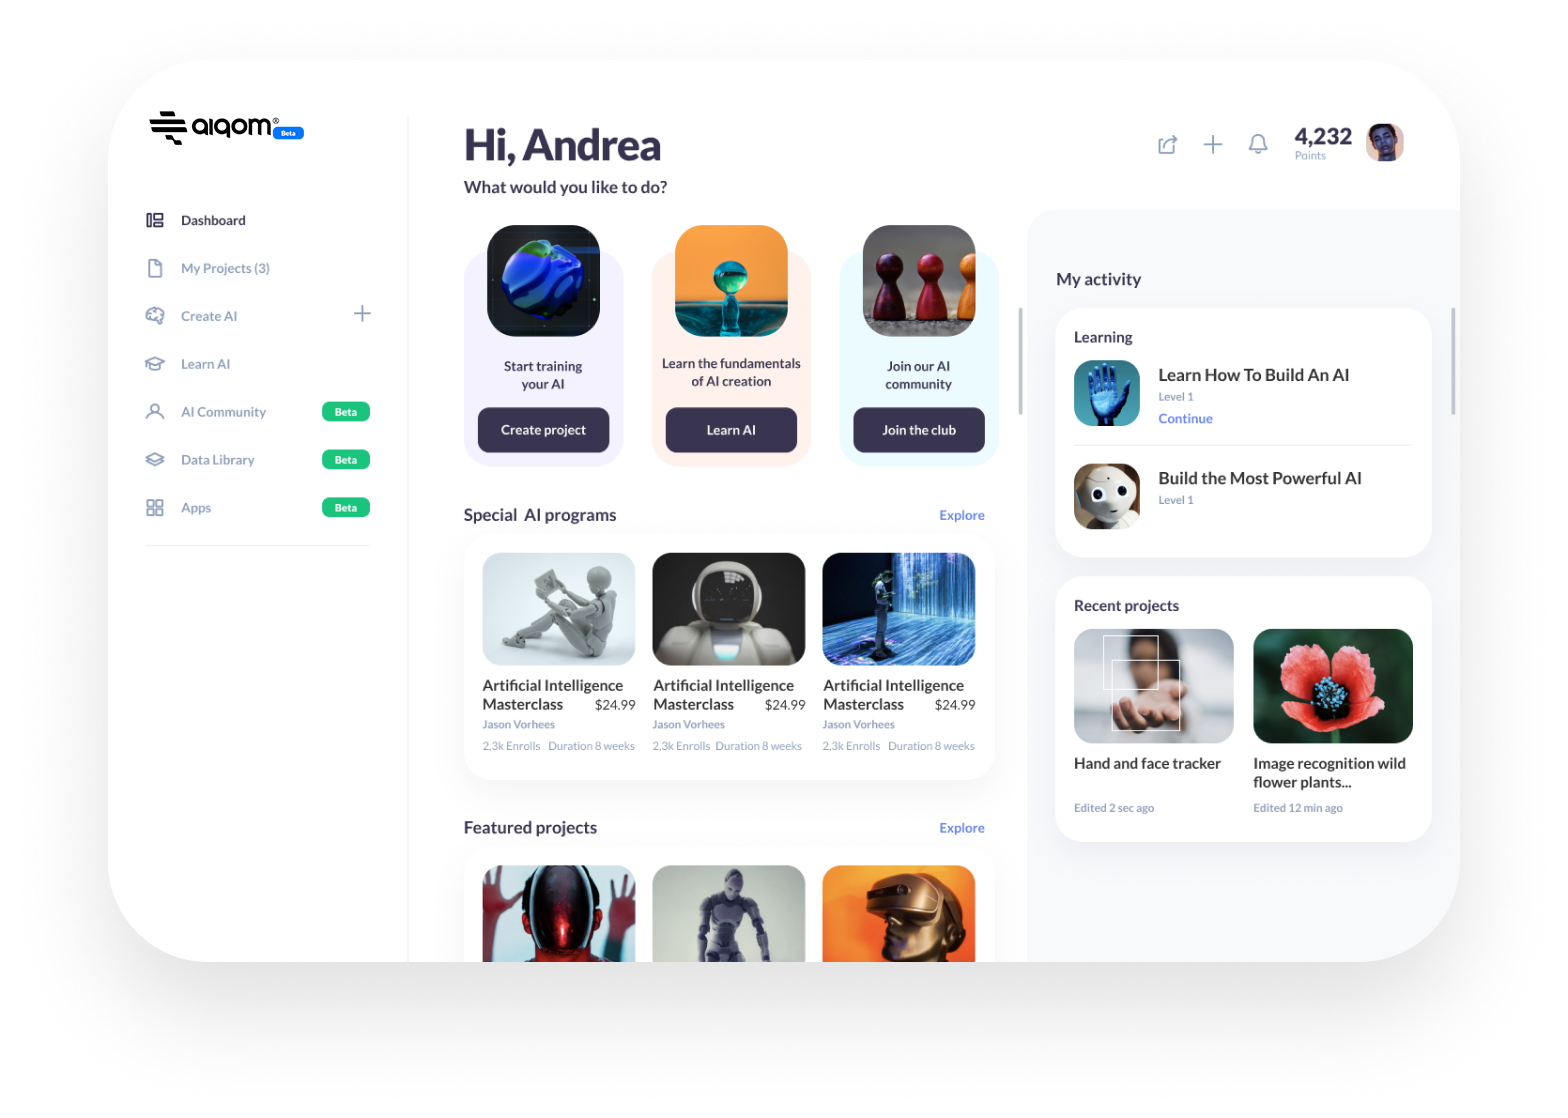 aiqom®
Beta
Dashboard
My Projects (3)
Create AI
Learn AI
AI Community
Beta
Data Library
Beta
Apps
Beta
Hi, Andrea
What would you like to do?
4,232
Points
Start training
your AI
Create project
Learn the fundamentals
of AI creation
Learn AI
Join our AI
community
Join the club
Special AI programs
Explore
Artificial Intelligence
Masterclass $24.99
Jason Vorhees
2,3k Enrolls Duration 8 weeks
Artificial Intelligence
Masterclass $24.99
Jason Vorhees
2,3k Enrolls Duration 8 weeks
Artificial Intelligence
Masterclass $24.99
Jason Vorhees
2,3k Enrolls Duration 8 weeks
Featured projects
Explore
My activity
Learning
Learn How To Build An AI
Level 1
Continue
Build the Most Powerful AI
Level 1
Recent projects
Hand and face tracker
Edited 2 sec ago
Image recognition wild
flower plants...
Edited 12 min ago